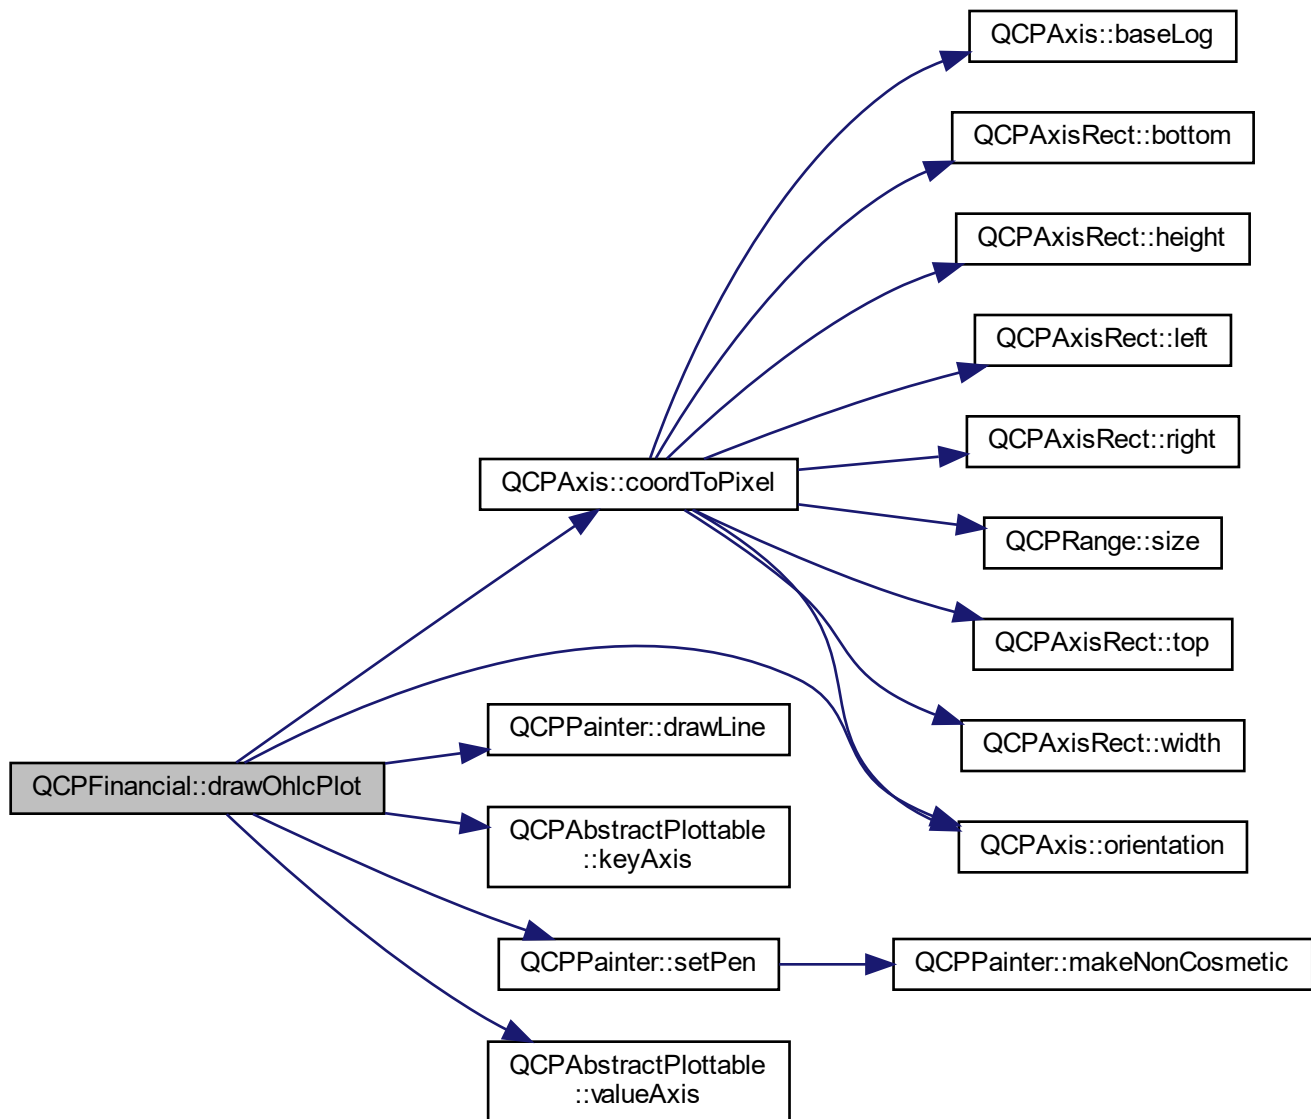 QCPAxis::baseLog
QCPAxisRect::bottom
QCPAxisRect::height
QCPAxisRect::left
QCPAxisRect::right
QCPAxis::coordToPixel
QCPRange::size
QCPAxisRect::top
QCPPainter::drawLine
QCPAxisRect::width
QCPFinancial::drawOhlcPlot
QCPAbstractPlottable
::keyAxis
QCPAxis::orientation
QCPPainter::setPen
QCPPainter::makeNonCosmetic
QCPAbstractPlottable
::valueAxis